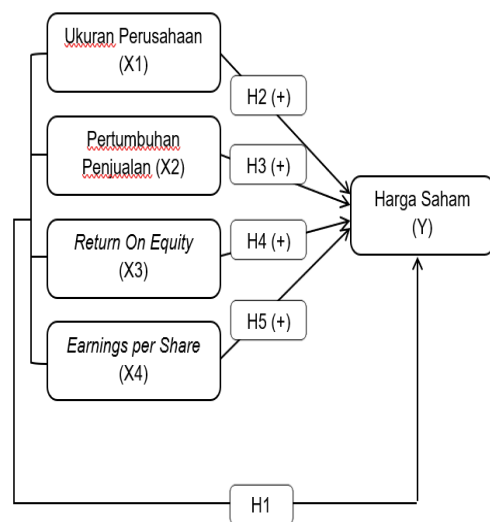 Ukuran Perusahaan
(X1)
H2 (+)
Pertumbuhan
Penjualan (X2)
H3 (+)
Harga Saham
(Y)
Return On Equity
(X3)
H4 (+)
H5 (+)
Earnings per Share
(X4)
H1